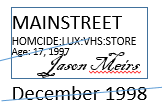 MAINSTREET
HOMCIDE:LUX:VHS:STORE
Age: 17, 1997
Jason Meirs
December 1998